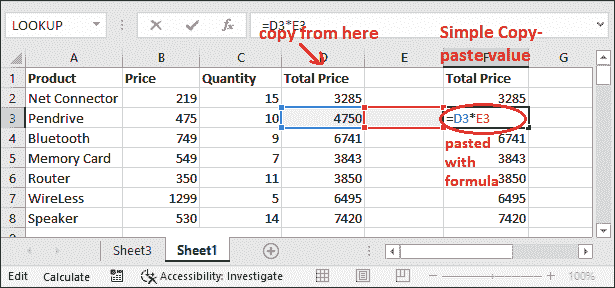 LOOKUP =D3*E3
copy from here
Simple Copy-
paste value
A B C D E F G
1 Product Price Quantity Total Price Total Price
2 Net Connector 219 15 3285 3285
3 Pendrive 475 10 4750 =D3*E3
4 Bluetooth 749 9 6741 6741
5 Memory Card 549 7 3843 3843
6 Router 350 11 3850 3850
7 WireLess 1299 5 6495 6495
8 Speaker 530 14 7420 7420
pasted
with
formula
Sheet3 Sheet1
Edit Calculate Accessibility: Investigate 100%